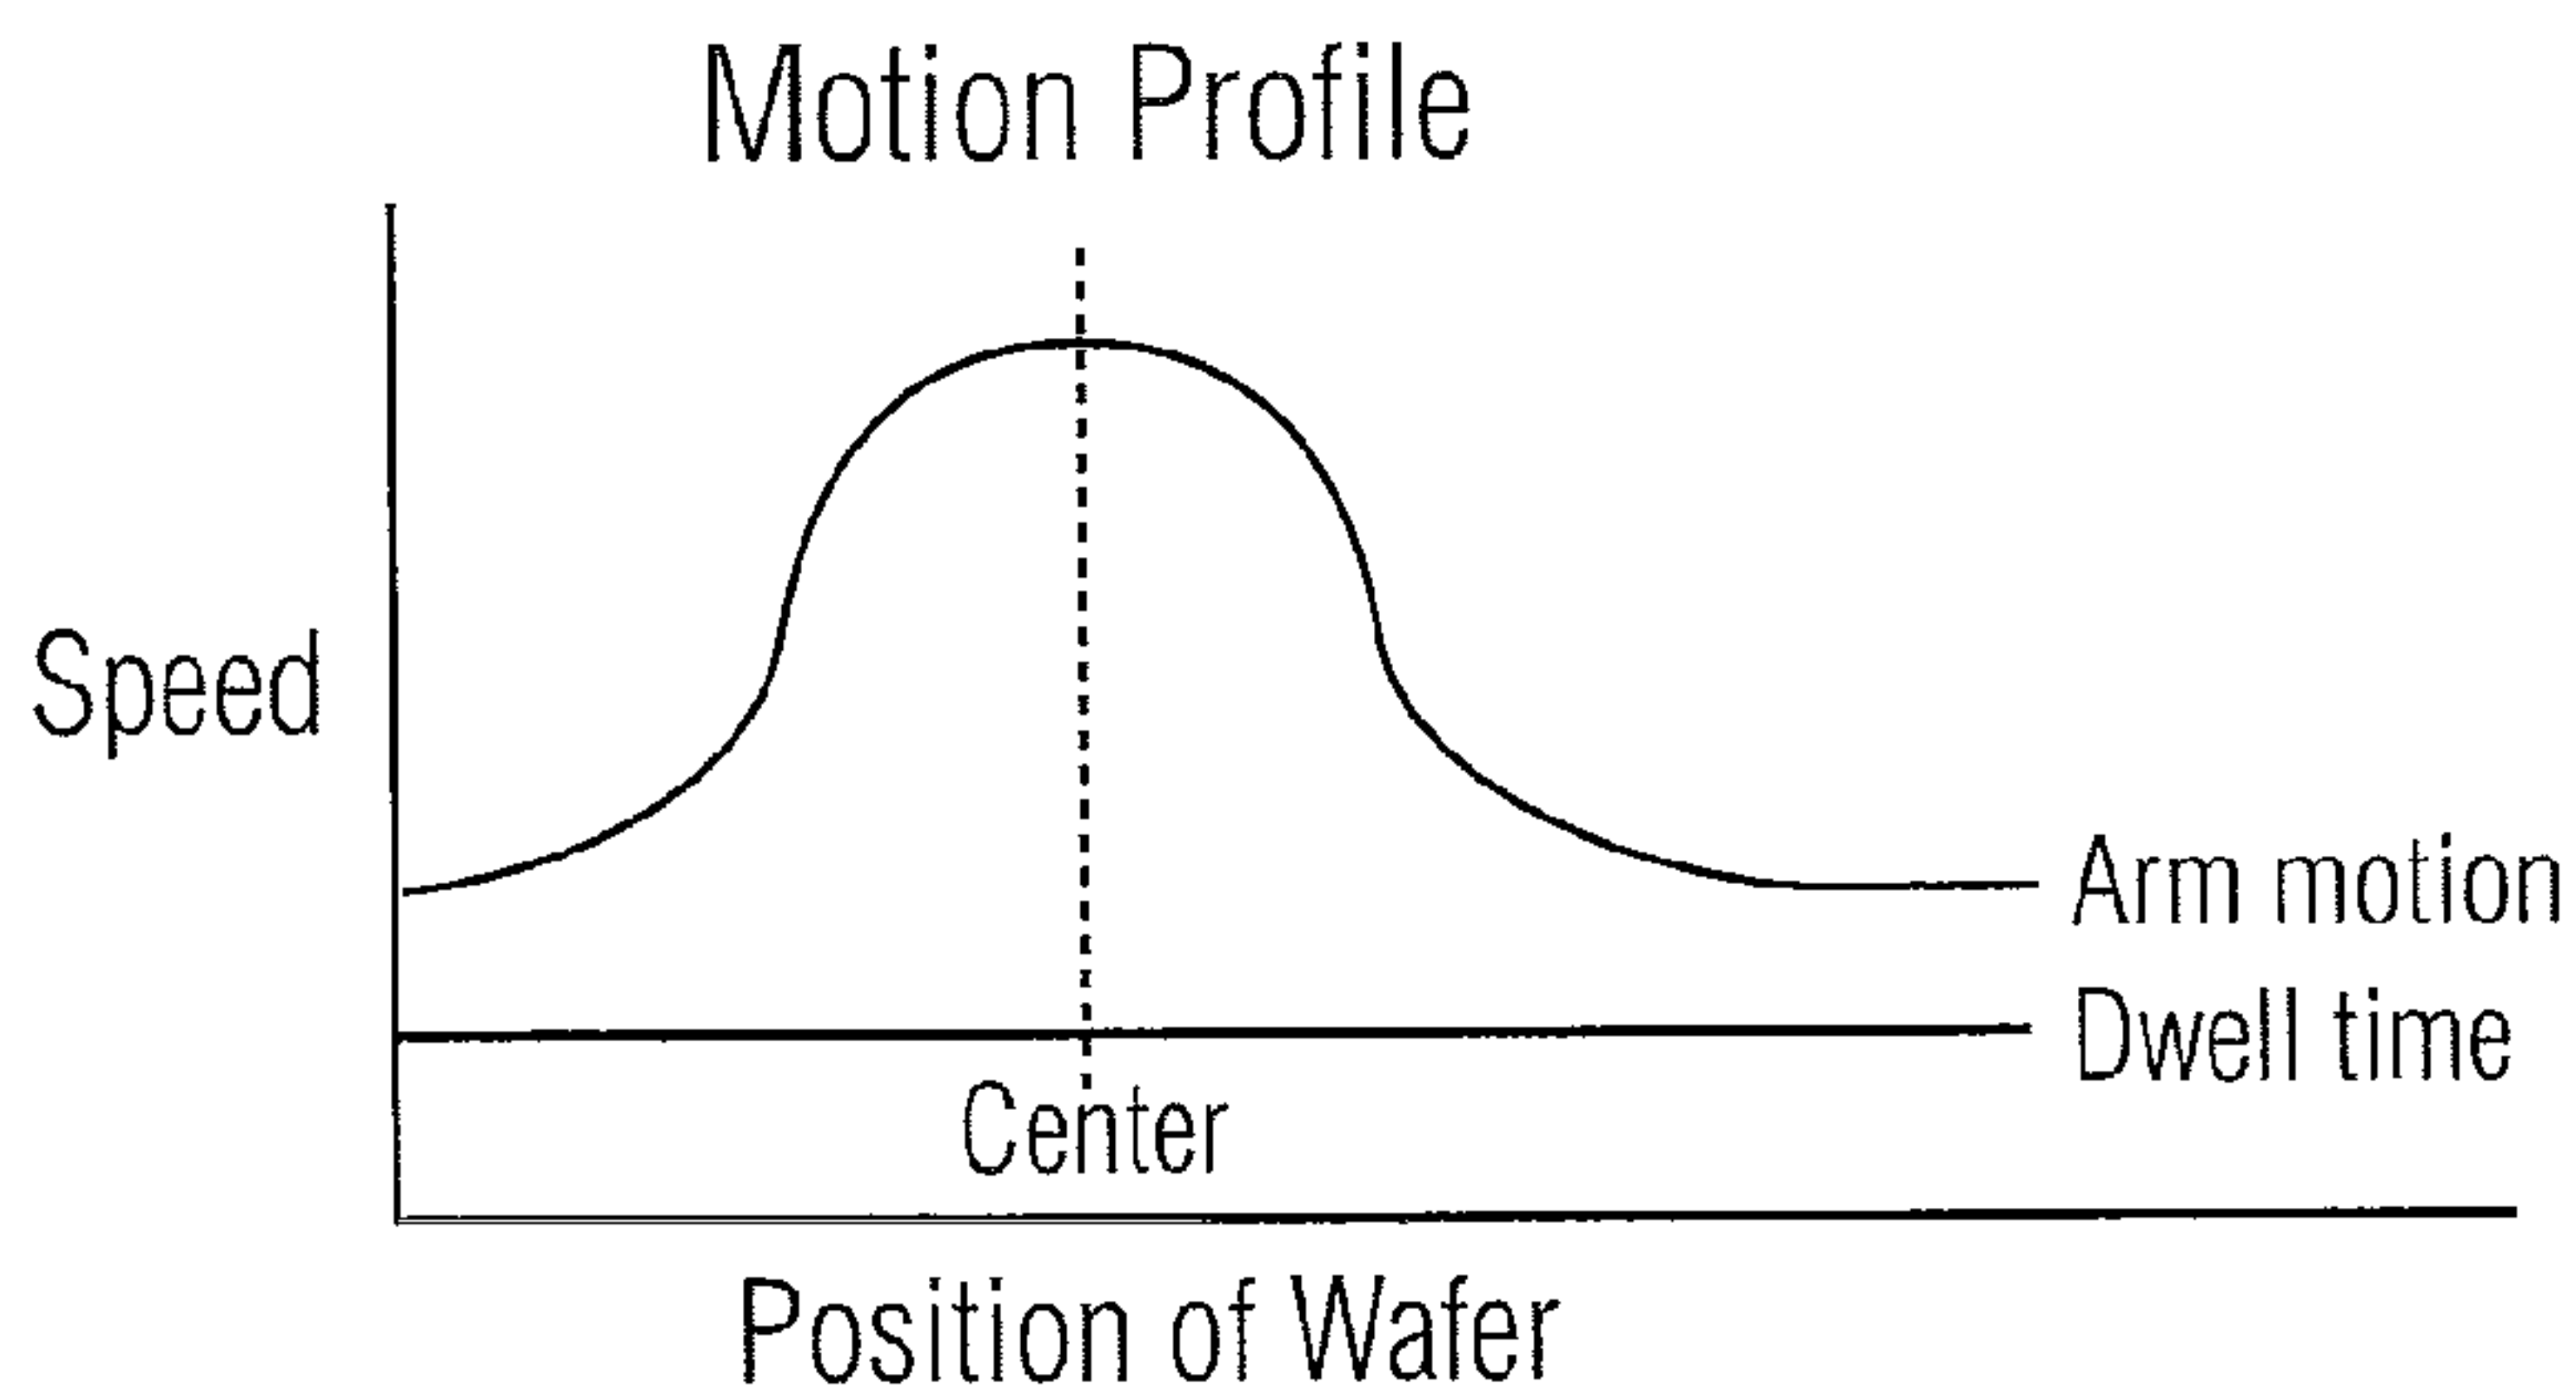 Motion Profile
Speed
Arm motion
Dwell time
Center
Position of Wafer